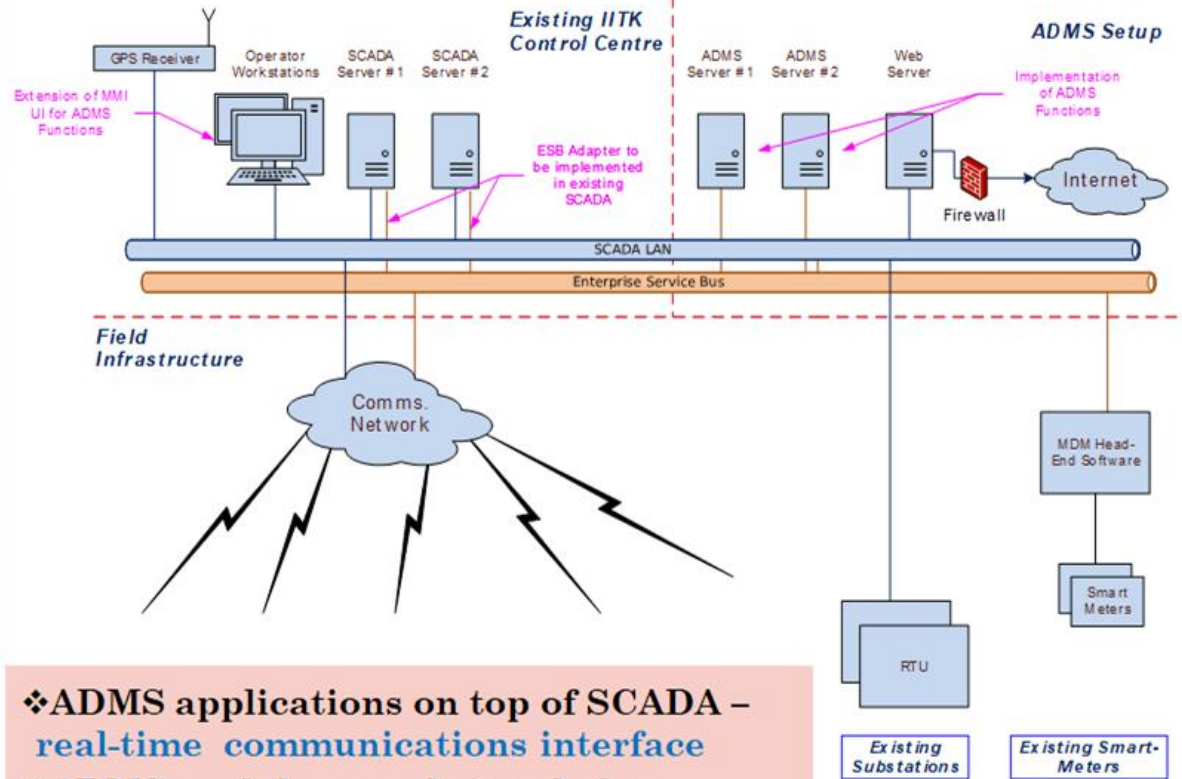 Existing IITK
Control Centre
ADMS Setup
GPS Receiver
Operator
Workstations
SCADA
Server #1
SCADA
Server #2
ADMS
Server #1
ADMS
Server #2
Web
Server
Extension of MMI
UI for ADMS
Functions
ESB Adapter to
be implemented
in existing
SCADA
Implementation
of ADMS
Functions
Internet
Firewall
SCADA LAN
Enterprise Service Bus
Field
Infrastructure
Comms.
Network
MDM Head-
End Software
Smart
Meters
RTU
❖ADMS applications on top of SCADA –
real-time communications interface
Existing
Substations
Existing Smart-
Meters